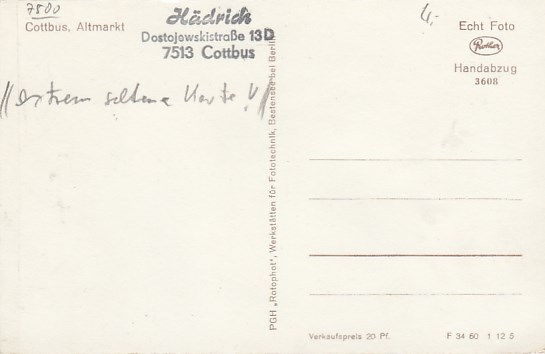 7500
Cottbus, Altmarkt
Hädrich
Dostojewskistraße 13D
7513 Cottbus
4,-
Echt Foto
Handabzug
3608
extrem seltene Karte!
PGH „Rotophot", Werkstätten für Fototechnik, Bestensee bei Berlin
Verkaufspreis 20 Pf.
F 34 60 1 12 5